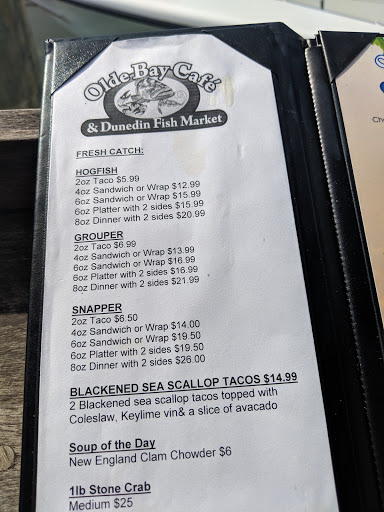 Olde Bay Café
& Dunedin Fish Market
FRESH CATCH:
HOGFISH
2oz Taco $5.99
4oz Sandwich or Wrap $12.99
6oz Sandwich or Wrap $15.99
6oz Platter with 2 sides $15.99
8oz Dinner with 2 sides $20.99
GROUPER
2oz Taco $6.99
4oz Sandwich or Wrap $13.99
6oz Sandwich or Wrap $16.99
6oz Platter with 2 sides $16.99
8oz Dinner with 2 sides $21.99
SNAPPER
2oz Taco $6.50
4oz Sandwich or Wrap $14.00
6oz Sandwich or Wrap $19.50
6oz Platter with 2 sides $19.50
8oz Dinner with 2 sides $26.00
BLACKENED SEA SCALLOP TACOS $14.99
2 Blackened sea scallop tacos topped with
Coleslaw, Keylime vin& a slice of avacado
Soup of the Day
New England Clam Chowder $6
1lb Stone Crab
Medium $25